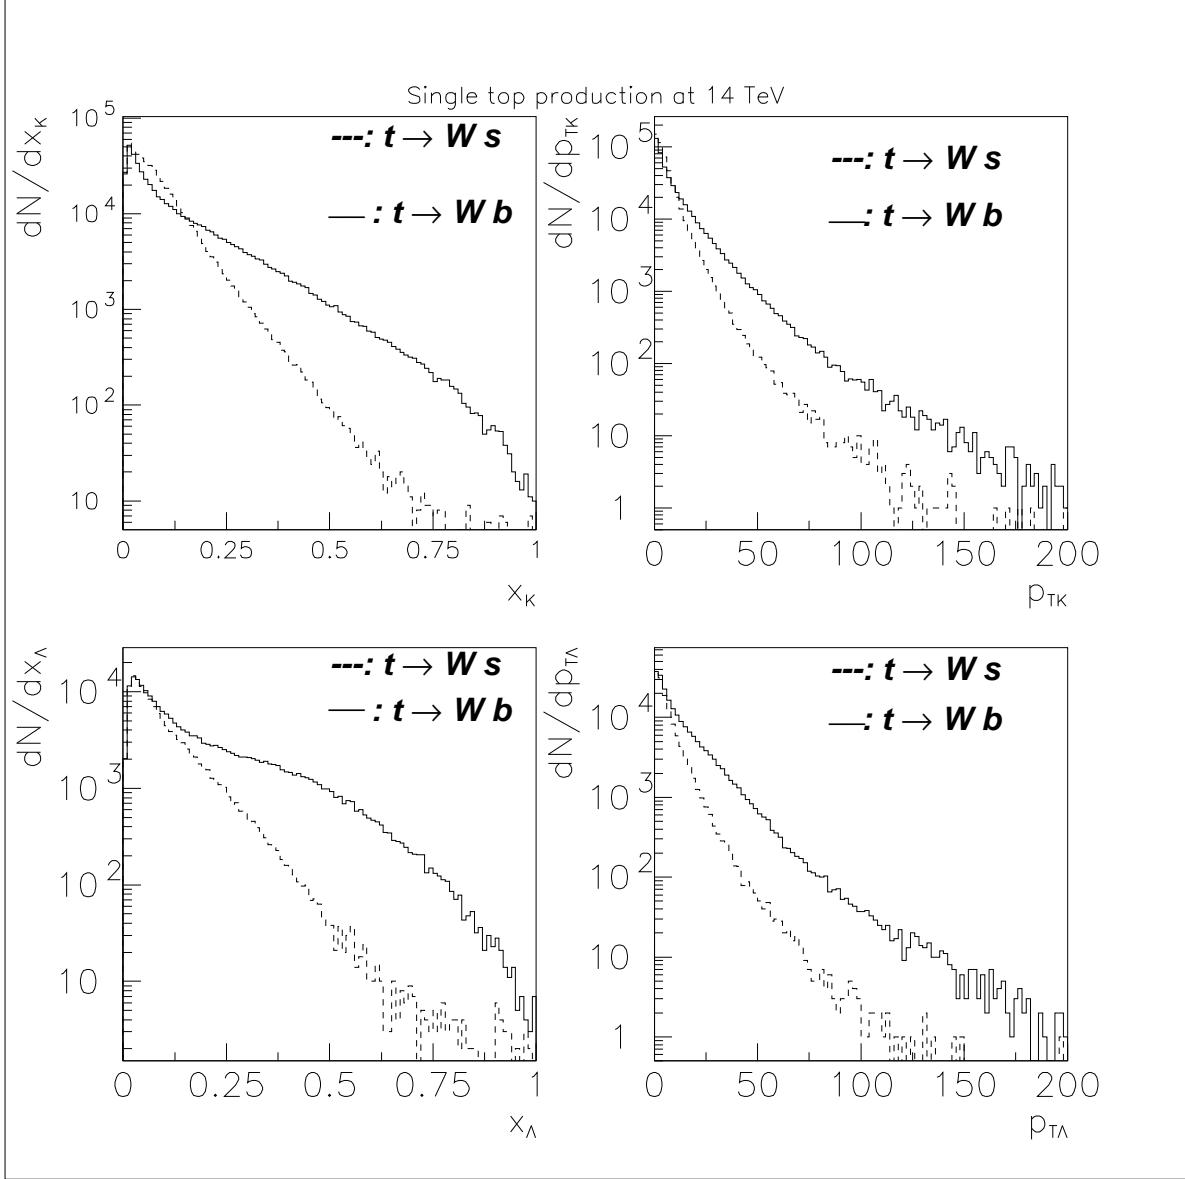 Single top production at 14 TeV
dN/dx_K
10^5
10^4
10^3
10^2
10
---: t → W s
— : t → W b
0 0.25 0.5 0.75 1
x_K
dN/dp_TK
10^5
10^4
10^3
10^2
10
1
---: t → W s
—: t → W b
0 50 100 150 200
p_TK
dN/dx_Λ
10^4
10^3
10^2
10
---: t → W s
— : t → W b
0 0.25 0.5 0.75 1
x_Λ
dN/dp_TΛ
10^4
10^3
10^2
10
1
---: t → W s
—: t → W b
0 50 100 150 200
p_TΛ